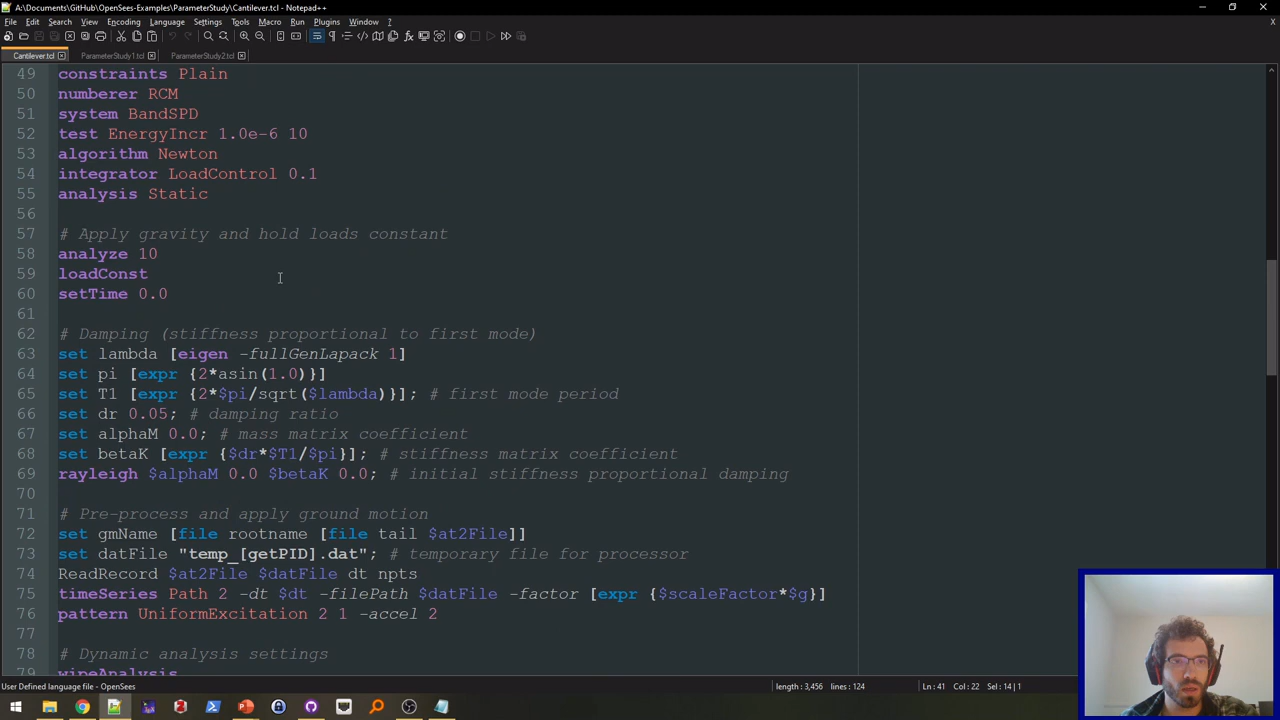 A:\Documents\GitHub\OpenSees-Examples\ParameterStudy\Cantilever.tcl - Notepad++
File Edit Search View Encoding Language Settings Tools Macro Run Plugins Window ? X
Cantilever.tcl ParameterStudy1.tcl ParameterStudy2.tcl
49 constraints Plain
50 numberer RCM
51 system BandSPD
52 test EnergyIncr 1.0e-6 10
53 algorithm Newton
54 integrator LoadControl 0.1
55 analysis Static
56
57 # Apply gravity and hold loads constant
58 analyze 10
59 loadConst
60 setTime 0.0
61
62 # Damping (stiffness proportional to first mode)
63 set lambda [eigen -fullGenLapack 1]
64 set pi [expr {2*asin(1.0)}]
65 set T1 [expr {2*$pi/sqrt($lambda)}]; # first mode period
66 set dr 0.05; # damping ratio
67 set alphaM 0.0; # mass matrix coefficient
68 set betaK [expr {$dr*$T1/$pi}]; # stiffness matrix coefficient
69 rayleigh $alphaM 0.0 $betaK 0.0; # initial stiffness proportional damping
70
71 # Pre-process and apply ground motion
72 set gmName [file rootname [file tail $at2File]]
73 set datFile "temp_[getPID].dat"; # temporary file for processor
74 ReadRecord $at2File $datFile dt npts
75 timeSeries Path 2 -dt $dt -filePath $datFile -factor [expr {$scaleFactor*$g}]
76 pattern UniformExcitation 2 1 -accel 2
77
78 # Dynamic analysis settings
79 wipeAnalysis
User Defined language file - OpenSees length : 3,456 lines : 124 Ln : 41 Col : 22 Sel : 14 | 1